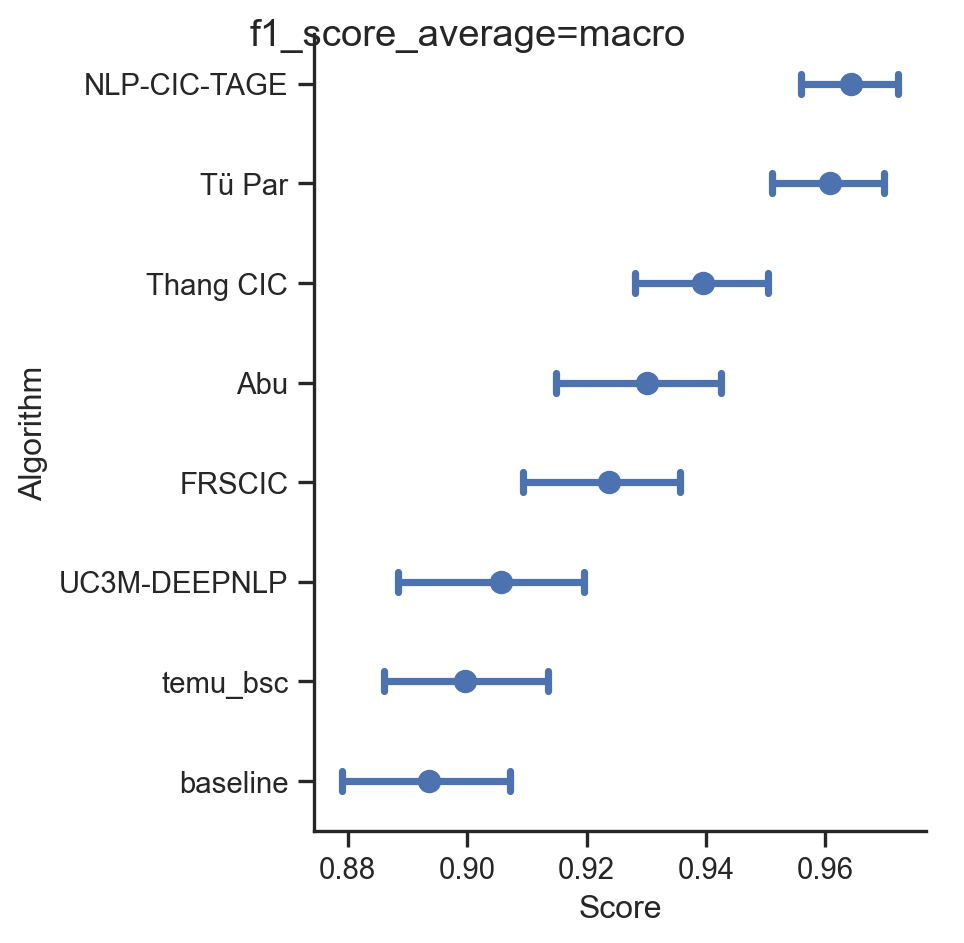 f1_score_average=macro
NLP-CIC-TAGE
Tü Par
Thang CIC
Abu
FRSCIC
UC3M-DEEPNLP
temu_bsc
baseline
Algorithm
0.88 0.90 0.92 0.94 0.96
Score